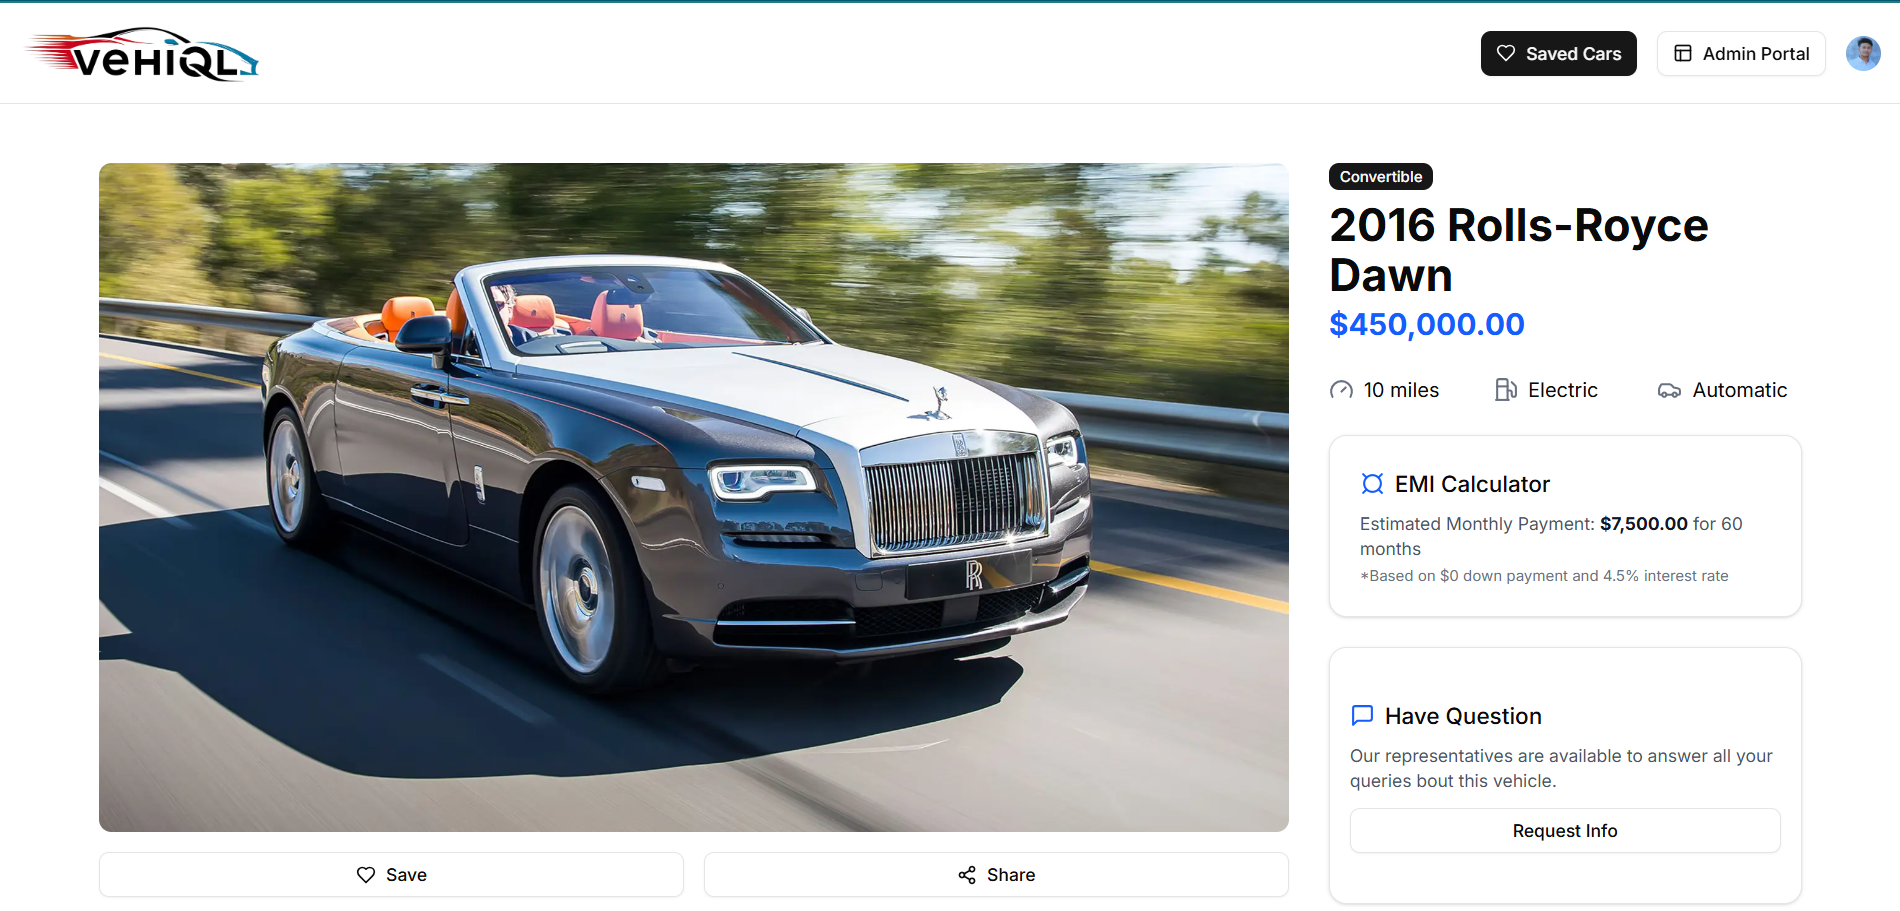 veHiQL
Saved Cars
Admin Portal
Convertible
2016 Rolls-Royce
Dawn
$450,000.00
10 miles
Electric
Automatic
EMI Calculator
Estimated Monthly Payment: $7,500.00 for 60
months
*Based on $0 down payment and 4.5% interest rate
Have Question
Our representatives are available to answer all your
queries bout this vehicle.
Request Info
RR
Save
Share